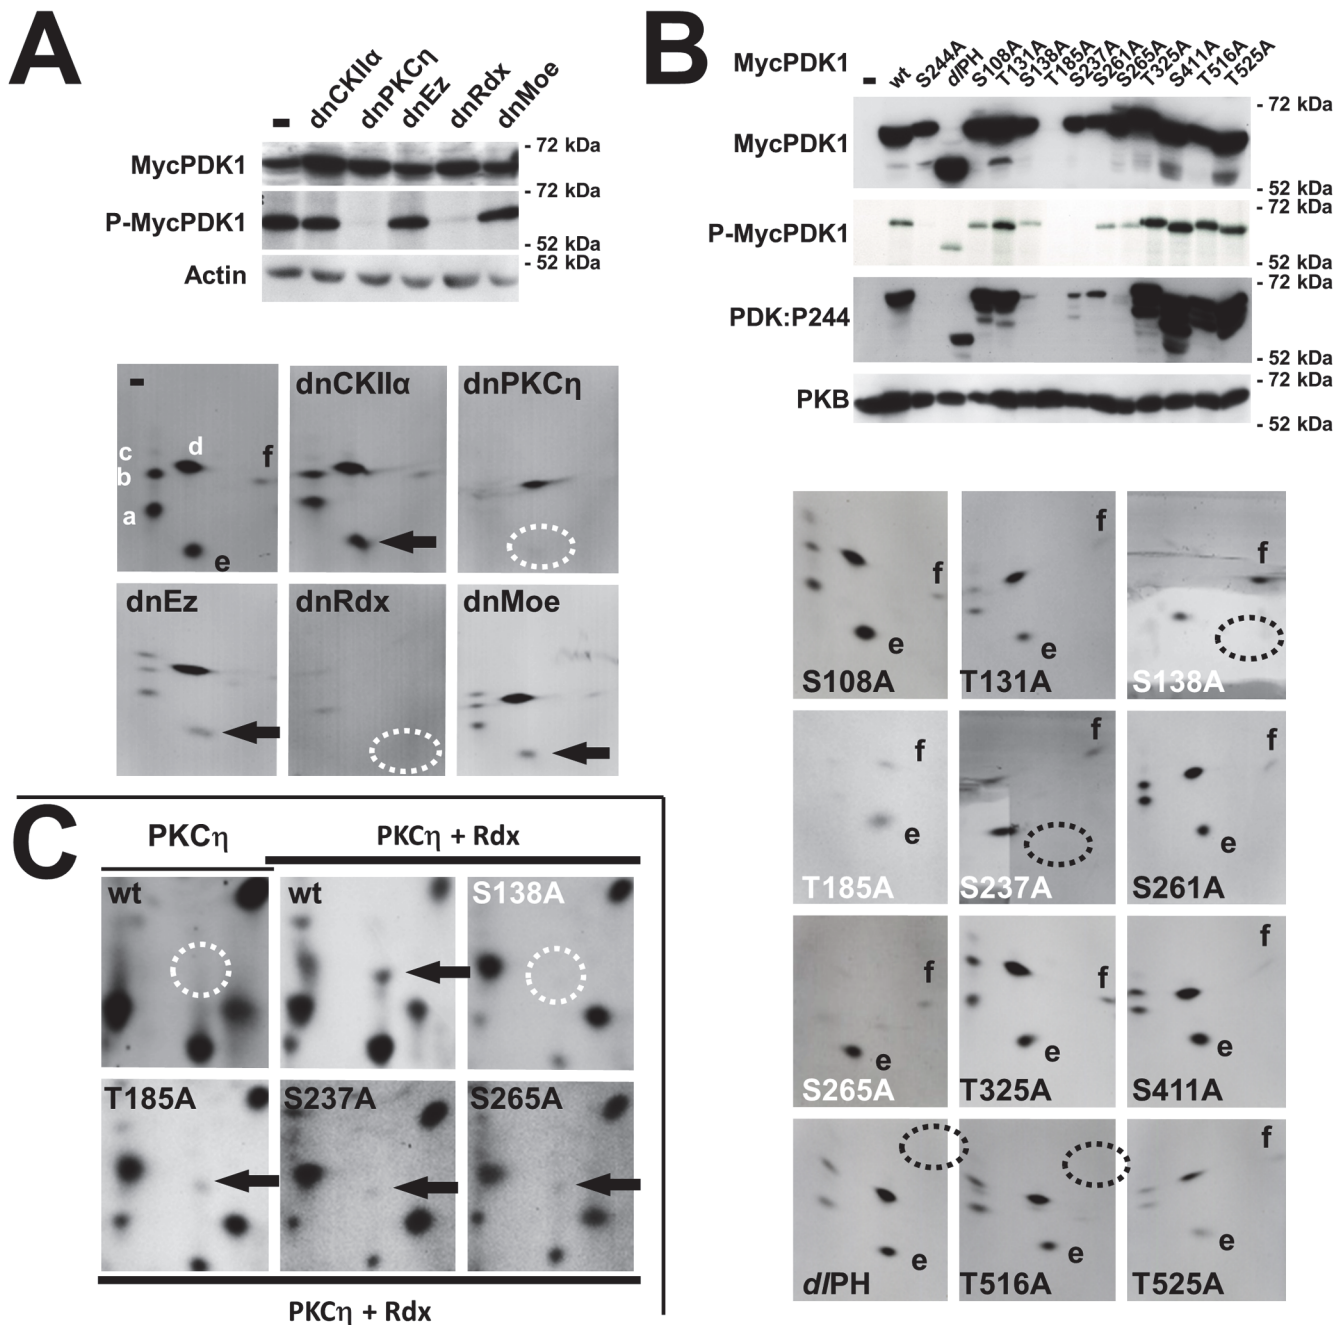 A
-
dnCKIIα
dnPKCη
dnEz
dnRdx
dnMoe
MycPDK1
- 72 kDa
P-MycPDK1
- 72 kDa
- 52 kDa
Actin
- 52 kDa
-
c
b
a
d
e
f
dnCKIIα
dnPKCη
dnEz
dnRdx
dnMoe
B
MycPDK1
-
wt
S244A
dlPH
S108A
T131A
S138A
T185A
S237A
S261A
S265A
T325A
S411A
T516A
T525A
MycPDK1
- 72 kDa
- 52 kDa
P-MycPDK1
- 72 kDa
- 52 kDa
PDK:P244
- 72 kDa
- 52 kDa
PKB
- 72 kDa
- 52 kDa
f
e
S108A
f
e
T131A
f
S138A
f
e
T185A
f
S237A
f
e
S261A
f
e
S265A
f
e
T325A
f
e
S411A
e
dlPH
e
T516A
f
e
T525A
C
PKCη
PKCη + Rdx
wt
wt
S138A
T185A
S237A
S265A
PKCη + Rdx